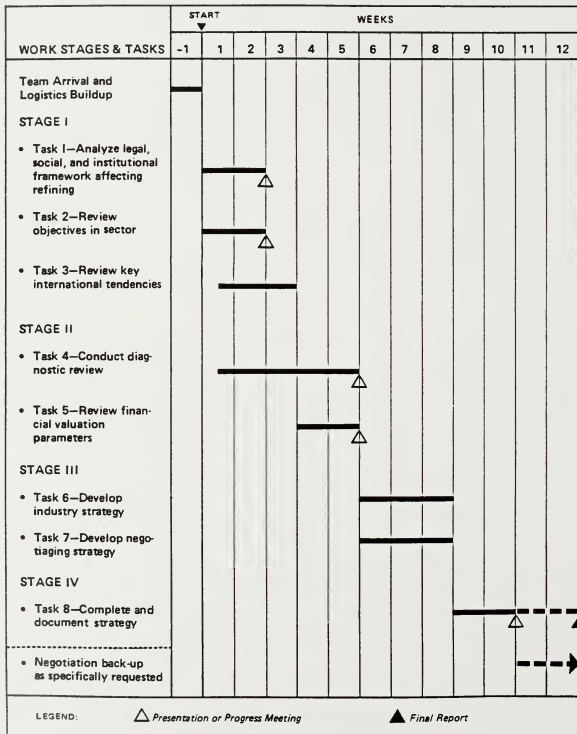 START
WEEKS
WORK STAGES & TASKS -1 1 2 3 4 5 6 7 8 9 10 11 12
Team Arrival and
Logistics Buildup
STAGE I
• Task I—Analyze legal,
social, and institutional
framework affecting
refining
• Task 2—Review
objectives in sector
• Task 3—Review key
international tendencies
STAGE II
• Task 4—Conduct diag-
nostic review
• Task 5—Review finan-
cial valuation
parameters
STAGE III
• Task 6—Develop
industry strategy
• Task 7—Develop nego-
tiaging strategy
STAGE IV
• Task 8—Complete and
document strategy
• Negotiation back-up
as specifically requested
LEGEND: Presentation or Progress Meeting Final Report